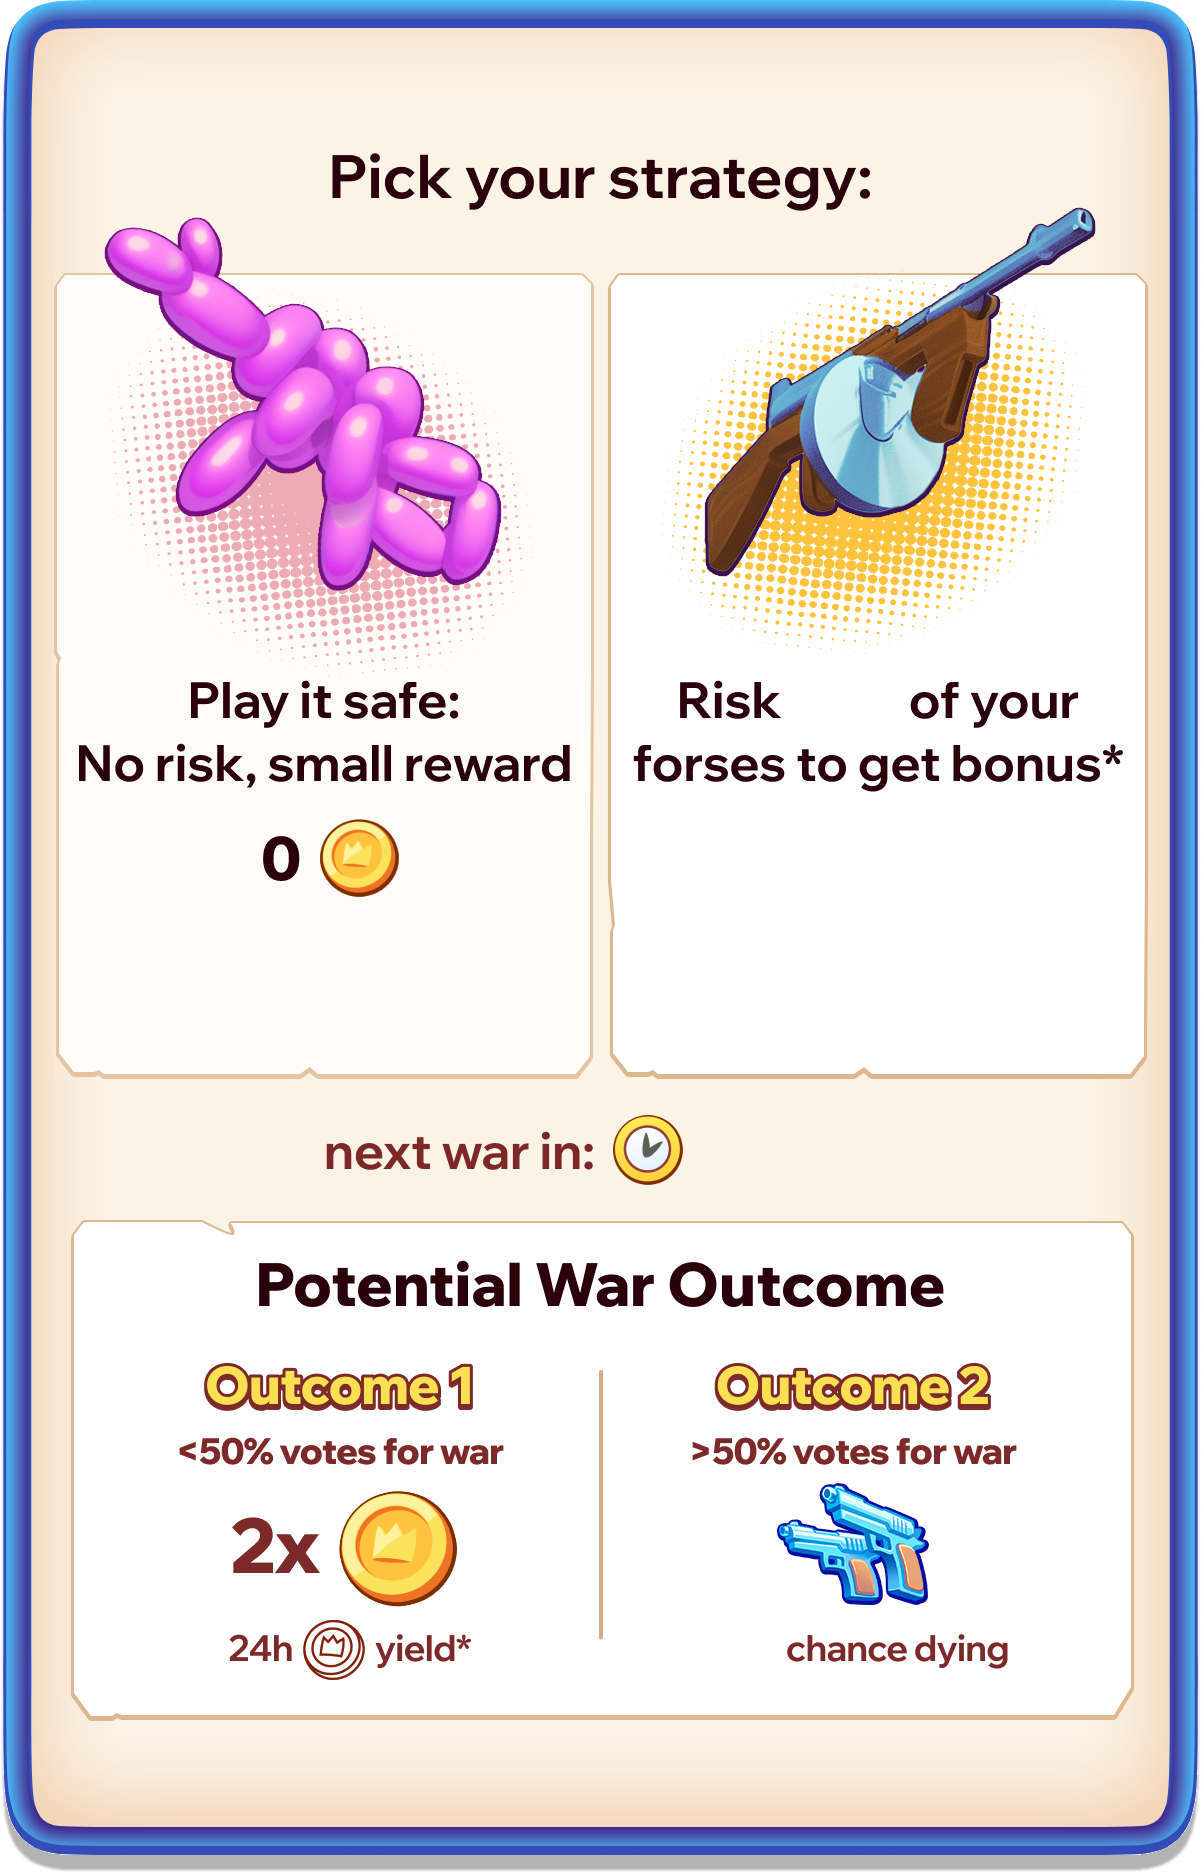 Pick your strategy:
Play it safe:
No risk, small reward
0
Risk of your
forses to get bonus*
next war in:
Potential War Outcome
Outcome 1
<50% votes for war
2x
24h yield*
Outcome 2
>50% votes for war
chance dying